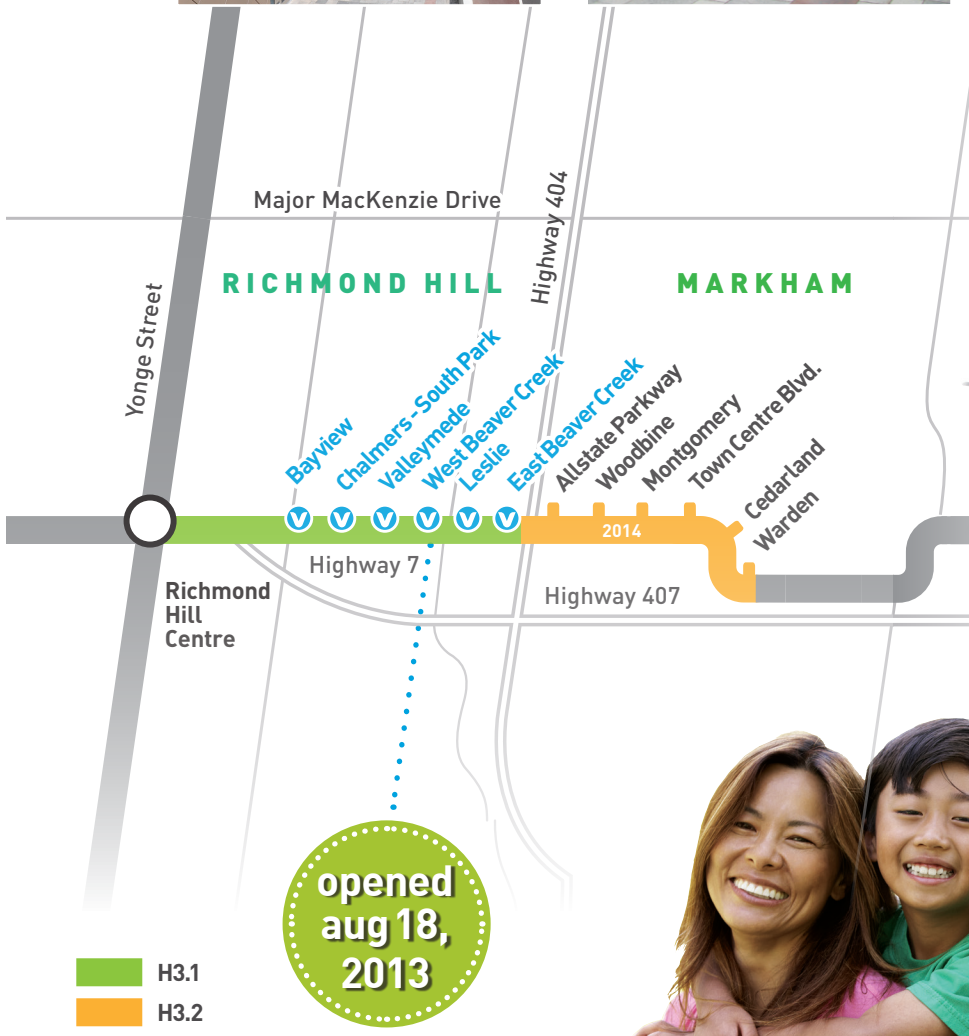 Major MacKenzie Drive
Highway 404
RICHMOND HILL
MARKHAM
Yonge Street
Bayview
Chalmers - South Park
Valleymede
West Beaver Creek
Leslie
East Beaver Creek
Allstate Parkway
Woodbine
Montgomery
Town Centre Blvd.
Cedarland
Warden
V
V
V
V
V
V
2014
Highway 7
Richmond
Hill
Centre
Highway 407
opened
aug 18,
2013
H3.1
H3.2